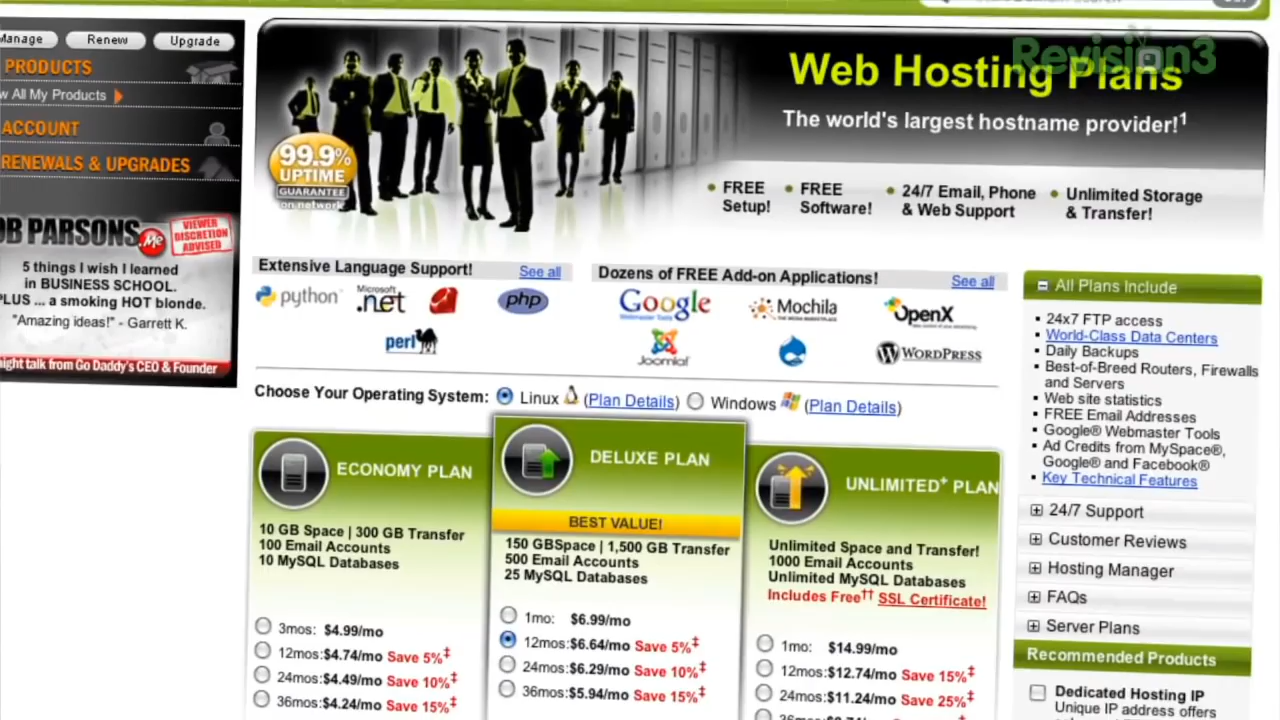 Manage
Renew
Upgrade
PRODUCTS
All My Products
ACCOUNT
RENEWALS & UPGRADES
OB PARSONS.Me
VIEWER
DISCRETION
ADVISED
5 things I wish I learned
in BUSINESS SCHOOL.
PLUS ... a smoking HOT blonde.
"Amazing ideas!" - Garrett K.
talk from Go Daddy's CEO & Founder
Revision3
Web Hosting Plans
The world's largest hostname provider!1
99.9%
UPTIME
GUARANTEE
on network
FREE
Setup!
FREE
Software!
24/7 Email, Phone
& Web Support
Unlimited Storage
& Transfer!
Extensive Language Support! See all
python
Microsoft
.net
php
perl
Dozens of FREE Add-on Applications! See all
Google
Webmaster Tools
Mochila
OpenX
Joomla!
WORDPRESS
Choose Your Operating System: Linux (Plan Details) Windows (Plan Details)
ECONOMY PLAN
10 GB Space | 300 GB Transfer
100 Email Accounts
10 MySQL Databases
3mos: $4.99/mo
12mos:$4.74/mo Save 5%‡
24mos:$4.49/mo Save 10%‡
36mos:$4.24/mo Save 15%‡
DELUXE PLAN
BEST VALUE!
150 GBSpace | 1,500 GB Transfer
500 Email Accounts
25 MySQL Databases
1mo: $6.99/mo
12mos:$6.64/mo Save 5%‡
24mos:$6.29/mo Save 10%‡
36mos:$5.94/mo Save 15%‡
UNLIMITED+ PLAN
Unlimited Space and Transfer!
1000 Email Accounts
Unlimited MySQL Databases
Includes Free†† SSL Certificate!
1mo: $14.99/mo
12mos:$12.74/mo Save 15%‡
24mos:$11.24/mo Save 25%‡
All Plans Include
24x7 FTP access
World-Class Data Centers
Daily Backups
Best-of-Breed Routers, Firewalls
and Servers
Web site statistics
FREE Email Addresses
Google® Webmaster Tools
Ad Credits from MySpace®,
Google® and Facebook®
Key Technical Features
24/7 Support
Customer Reviews
Hosting Manager
FAQs
Server Plans
Recommended Products
Dedicated Hosting IP
Unique IP address offers